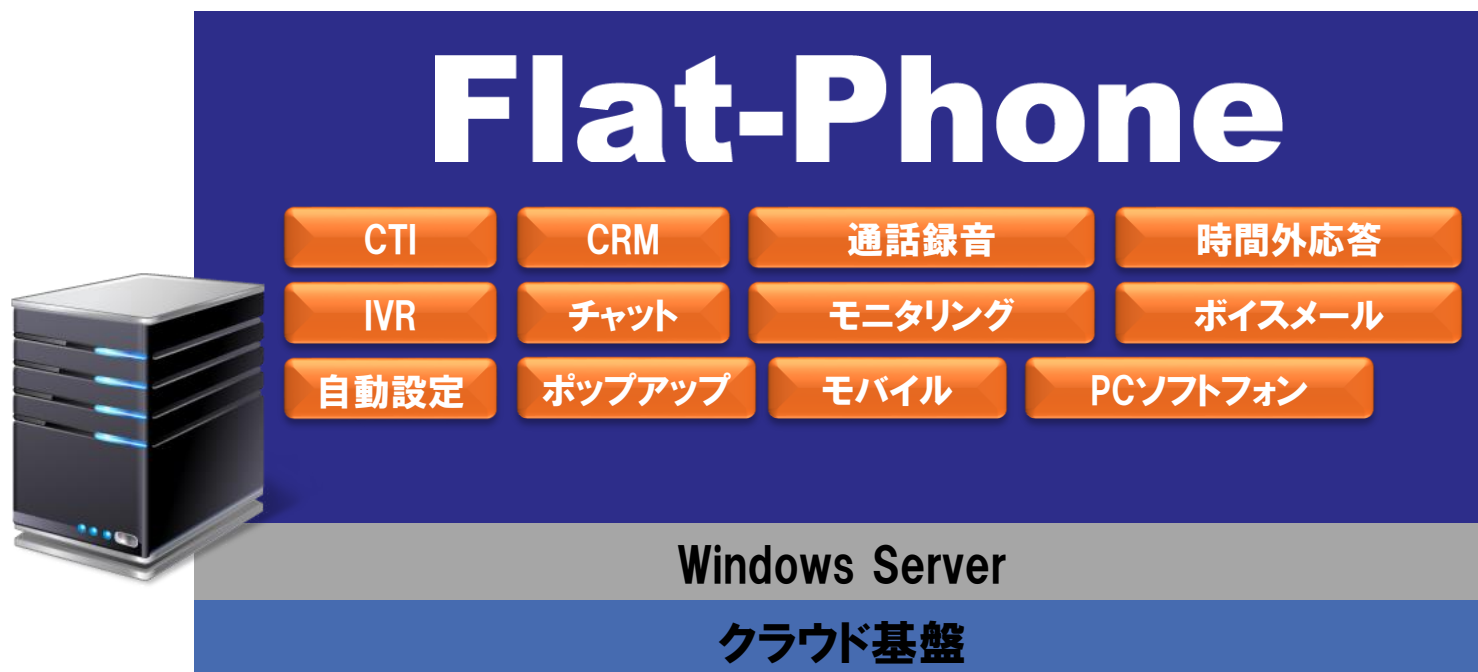 Flat-Phone
CTI CRM 通話録音 時間外応答
IVR チャット モニタリング ボイスメール
自動設定 ポップアップ モバイル PCソフトフォン
Windows Server
クラウド基盤